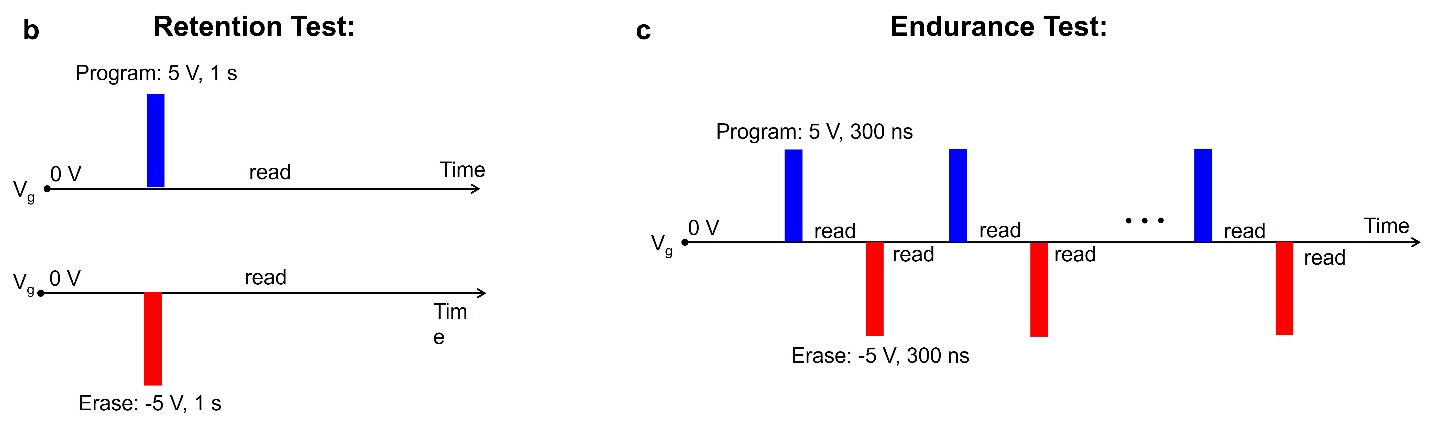 b
Retention Test:
Program: 5 V, 1 s
0 V
read
Time
Vg
Vg
0 V
read
Tim
e
Erase: -5 V, 1 s
c
Endurance Test:
Program: 5 V, 300 ns
Vg
0 V
read
read
read
read
• • •
read
read
Time
Erase: -5 V, 300 ns